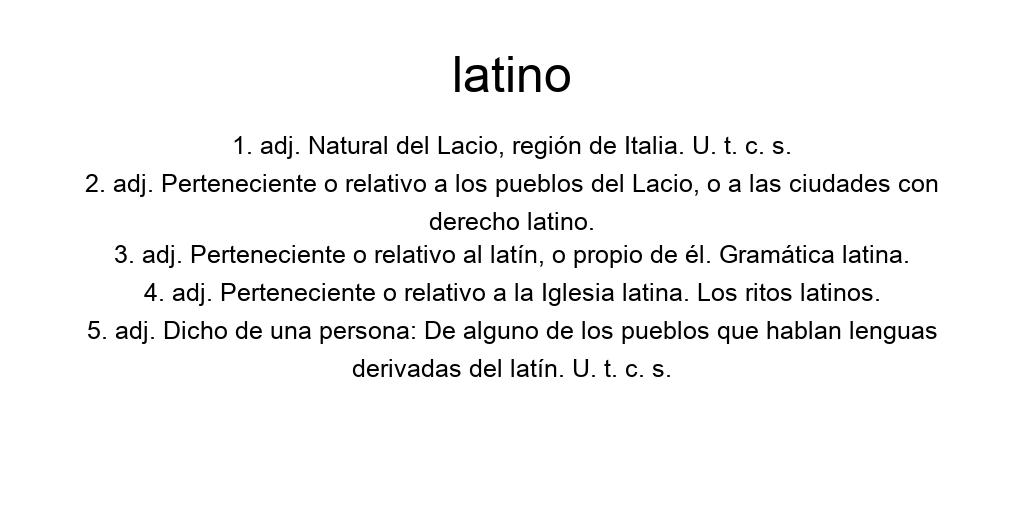 latino
1. adj. Natural del Lacio, región de Italia. U. t. c. s.
2. adj. Perteneciente o relativo a los pueblos del Lacio, o a las ciudades con
derecho latino.
3. adj. Perteneciente o relativo al latín, o propio de él. Gramática latina.
4. adj. Perteneciente o relativo a la Iglesia latina. Los ritos latinos.
5. adj. Dicho de una persona: De alguno de los pueblos que hablan lenguas
derivadas del latín. U. t. c. s.